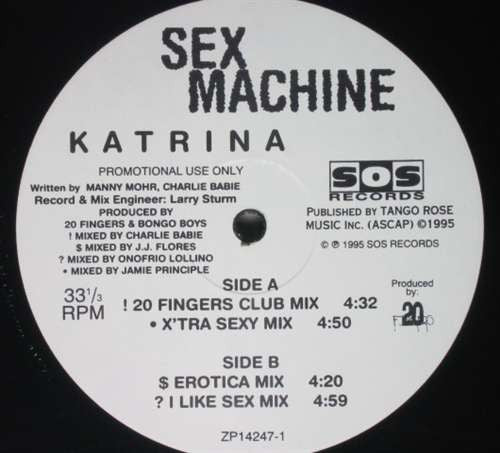 SEX
MACHINE
KATRINA
PROMOTIONAL USE ONLY
Written by MANNY MOHR, CHARLIE BABIE
Record & Mix Engineer: Larry Sturm
PRODUCED BY
20 FINGERS & BONGO BOYS
! MIXED BY CHARLIE BABIE
$ MIXED BY J.J. FLORES
? MIXED BY ONOFRIO LOLLINO
• MIXED BY JAMIE PRINCIPLE
SOS
RECORDS
PUBLISHED BY TANGO ROSE
MUSIC INC. (ASCAP) ©1995
© ℗ 1995 SOS RECORDS
33 1/3
RPM
SIDE A
! 20 FINGERS CLUB MIX 4:32
• X'TRA SEXY MIX 4:50
Produced
by:
20
SIDE B
$ EROTICA MIX 4:20
? I LIKE SEX MIX 4:59
ZP14247-1